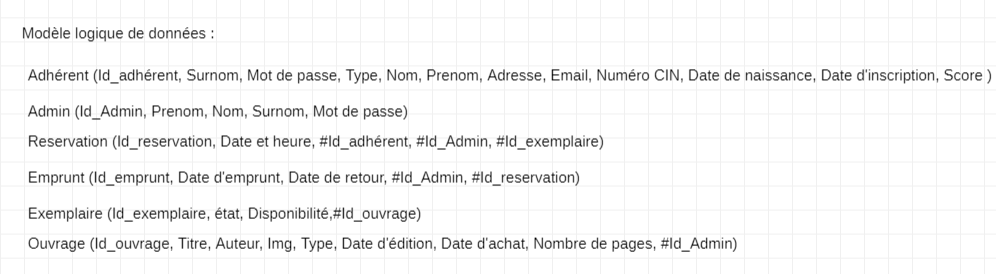 Modèle logique de données :
Adhérent (Id_adhérent, Surnom, Mot de passe, Type, Nom, Prenom, Adresse, Email, Numéro CIN, Date de naissance, Date d'inscription, Score )
Admin (Id_Admin, Prenom, Nom, Surnom, Mot de passe)
Reservation (Id_reservation, Date et heure, #Id_adhérent, #Id_Admin, #Id_exemplaire)
Emprunt (Id_emprunt, Date d'emprunt, Date de retour, #Id_Admin, #Id_reservation)
Exemplaire (Id_exemplaire, état, Disponibilité,#Id_ouvrage)
Ouvrage (Id_ouvrage, Titre, Auteur, Img, Type, Date d'édition, Date d'achat, Nombre de pages, #Id_Admin)